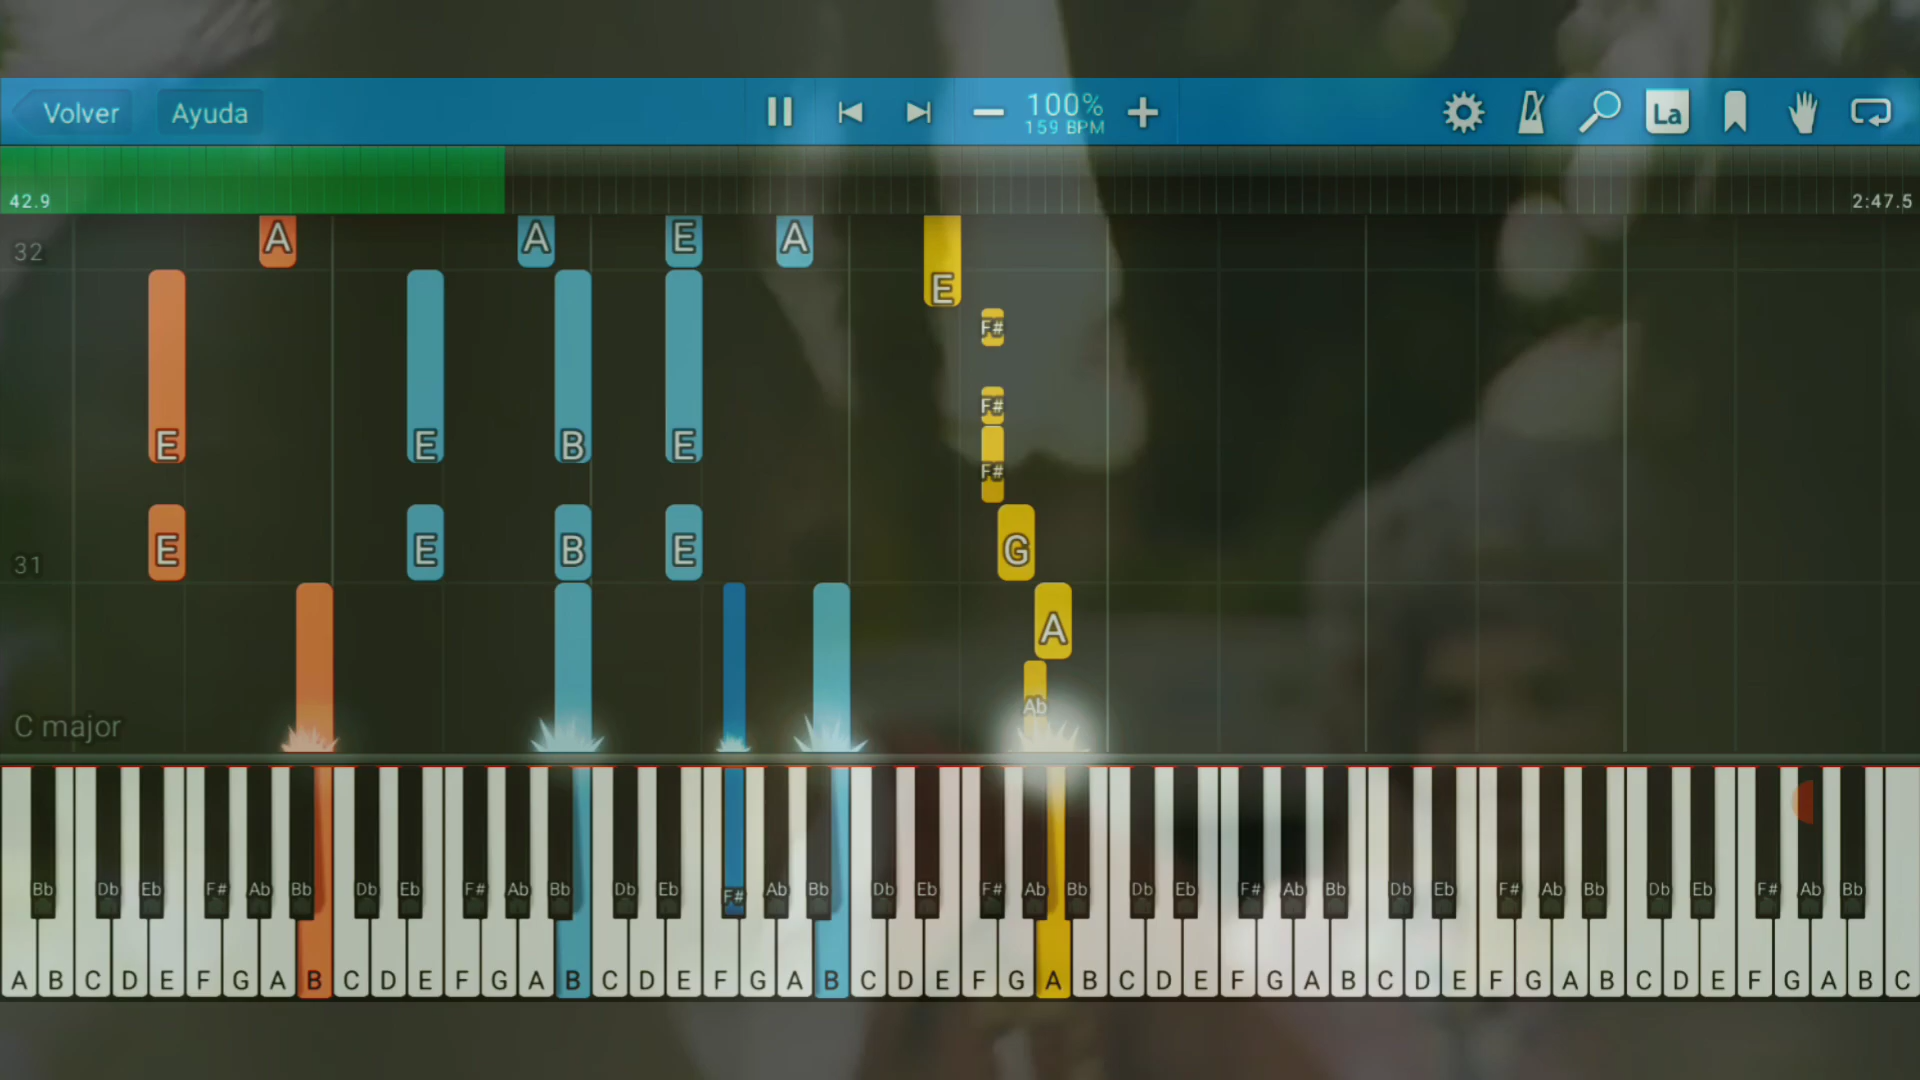 Volver Ayuda 100% La
159 BPM
42.9 2:47.5
32 A A E A E
F#
F#
E E B E F#
31 E E B E G
A
Ab
C major
Bb Db Eb F# Ab Bb Db Eb F# Ab Bb Db Eb F# Ab Bb Db Eb F# Ab Bb Db Eb F# Ab Bb Db Eb F# Ab Bb Db Eb F# Ab Bb
A B C D E F G A B C D E F G A B C D E F G A B C D E F G A B C D E F G A B C D E F G A B C D E F G A B C